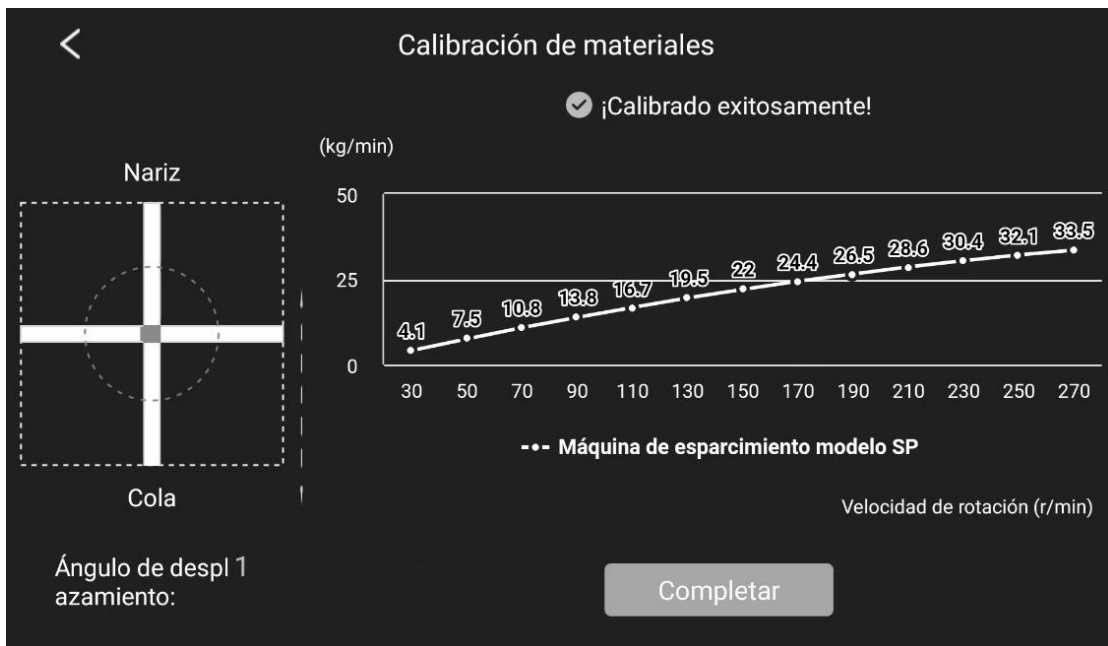 Calibración de materiales
¡Calibrado exitosamente!
(kg/min)
Nariz
50
25
0
4.1 7.5 10.8 13.8 16.7 19.5 22 24.4 26.5 28.6 30.4 32.1 33.5
30 50 70 90 110 130 150 170 190 210 230 250 270
Máquina de esparcimiento modelo SP
Cola
Velocidad de rotación (r/min)
Ángulo de despl 1
azamiento:
Completar